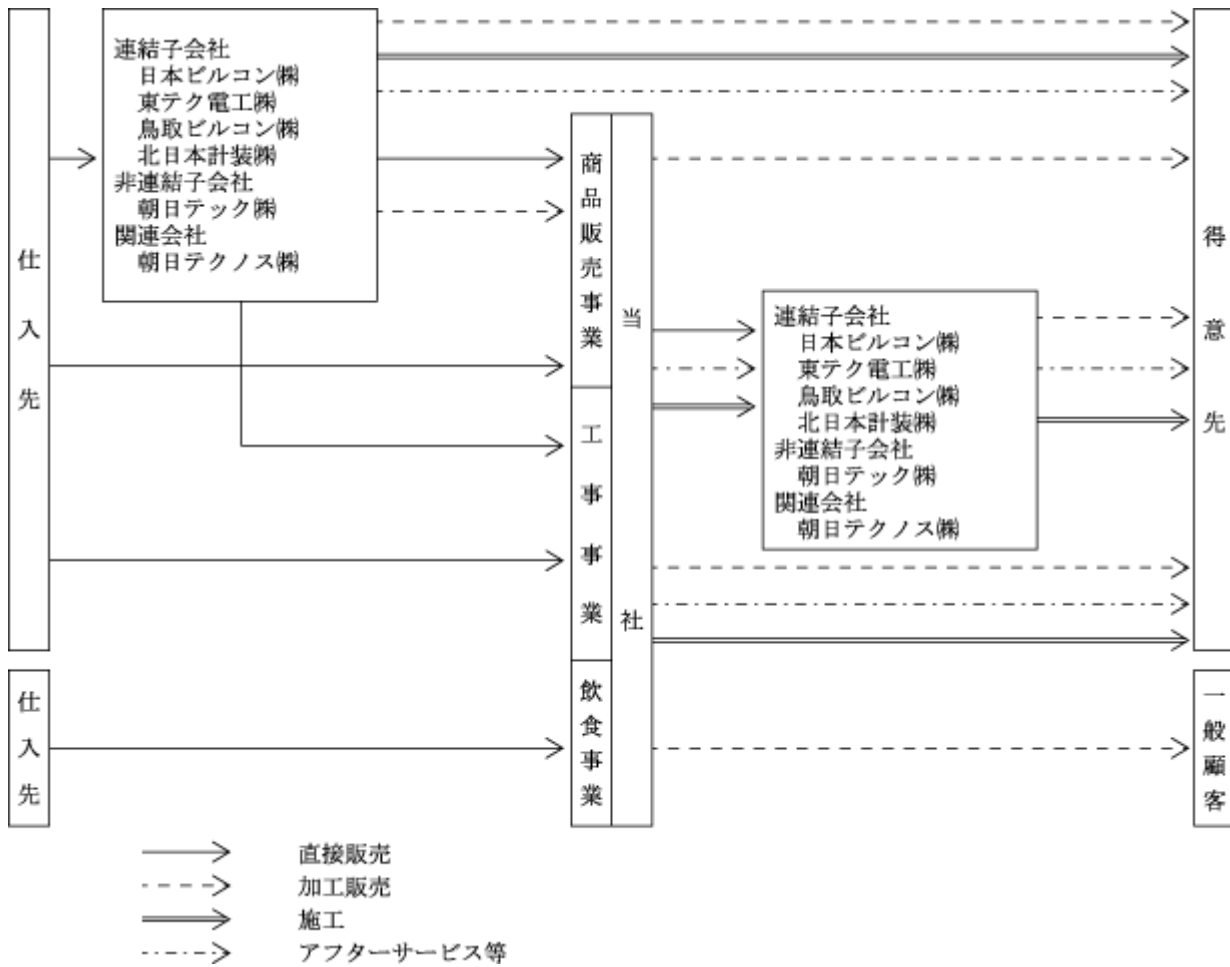 仕入先
連結子会社
日本ビルコン㈱
東テク電工㈱
鳥取ビルコン㈱
北日本計装㈱
非連結子会社
朝日テック㈱
関連会社
朝日テクノス㈱
商品販売事業
工事事業
飲食事業
当社
連結子会社
日本ビルコン㈱
東テク電工㈱
鳥取ビルコン㈱
北日本計装㈱
非連結子会社
朝日テック㈱
関連会社
朝日テクノス㈱
得意先
仕入先
一般顧客
直接販売
加工販売
施工
アフターサービス等